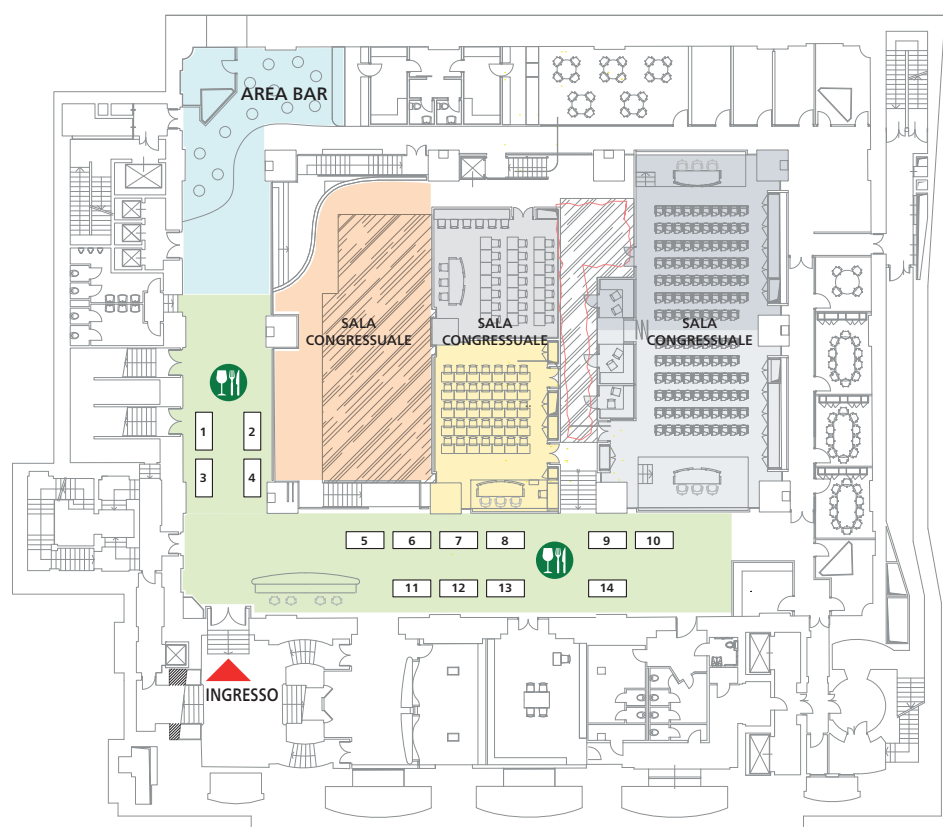 AREA BAR
SALA
CONGRESSUALE
SALA
CONGRESSUALE
SALA
CONGRESSUALE
1
2
3
4
5
6
7
8
9
10
11
12
13
14
INGRESSO